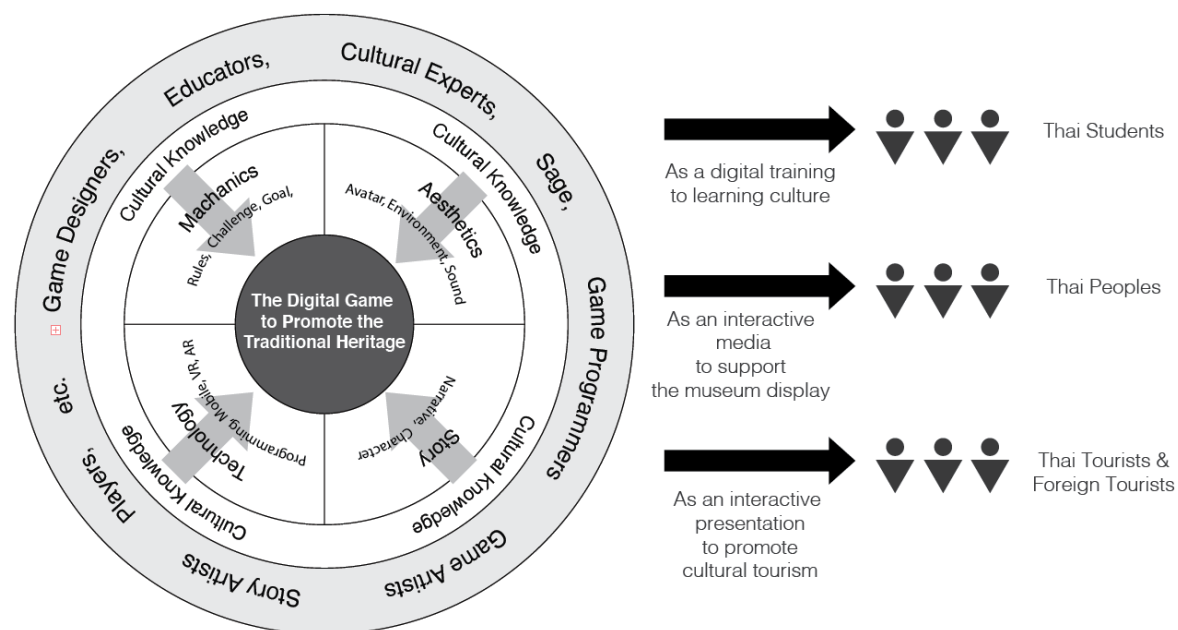 Game Designers,
Educators,
Cultural Experts,
Sage,
Game Programmers
Game Artists
Story Artists
Players,
etc.
Cultural Knowledge
Cultural Knowledge
Cultural Knowledge
Cultural Knowledge
Machanics
Rules, Challenge, Goal,
Aesthetics
Avatar, Environment, Sound
Technology
Programming, Mobile, VR, AR
Story
Narrative, Character
The Digital Game
to Promote the
Traditional Heritage
As a digital training
to learning culture
Thai Students
As an interactive
media
to support
the museum display
Thai Peoples
As an interactive
presentation
to promote
cultural tourism
Thai Tourists &
Foreign Tourists